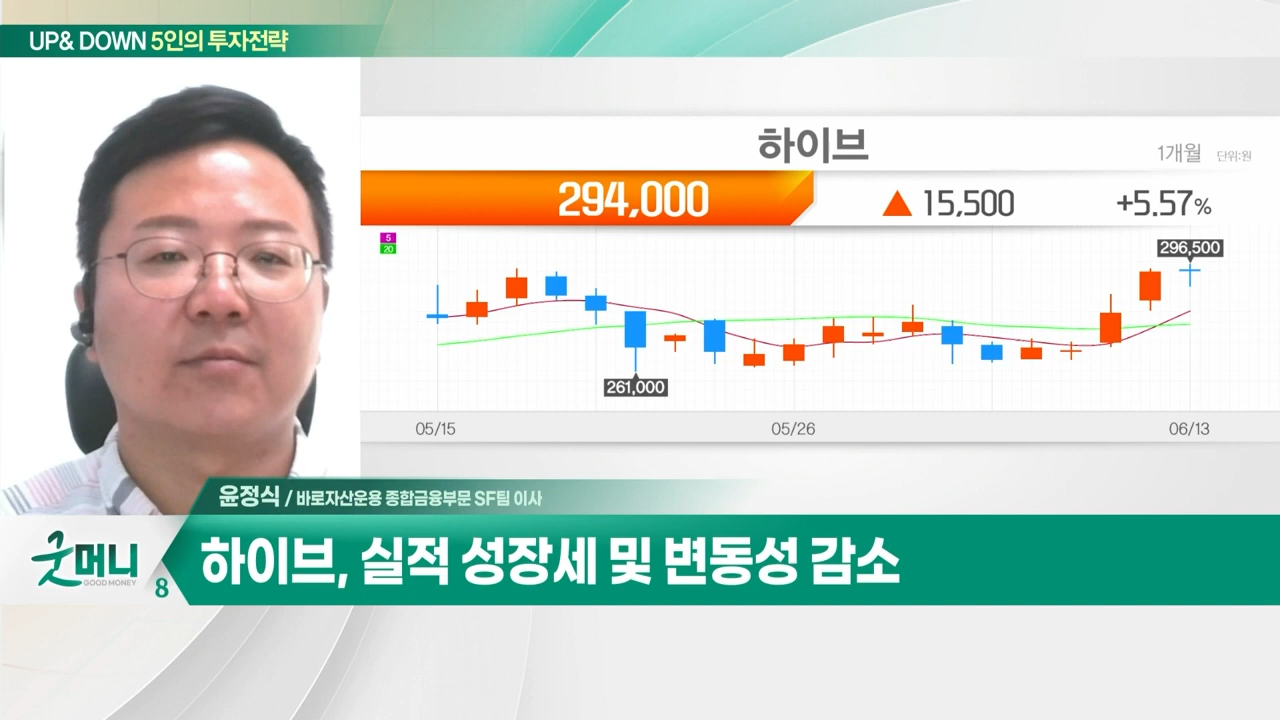 UP& DOWN 5인의 투자전략
하이브
1개월 단위:원
294,000 ▲ 15,500 +5.57%
5
20
296,500
261,000
05/15 05/26 06/13
윤정식 / 바로자산운용 종합금융부문 SF팀 이사
굿머니
GOOD MONEY
8
하이브, 실적 성장세 및 변동성 감소